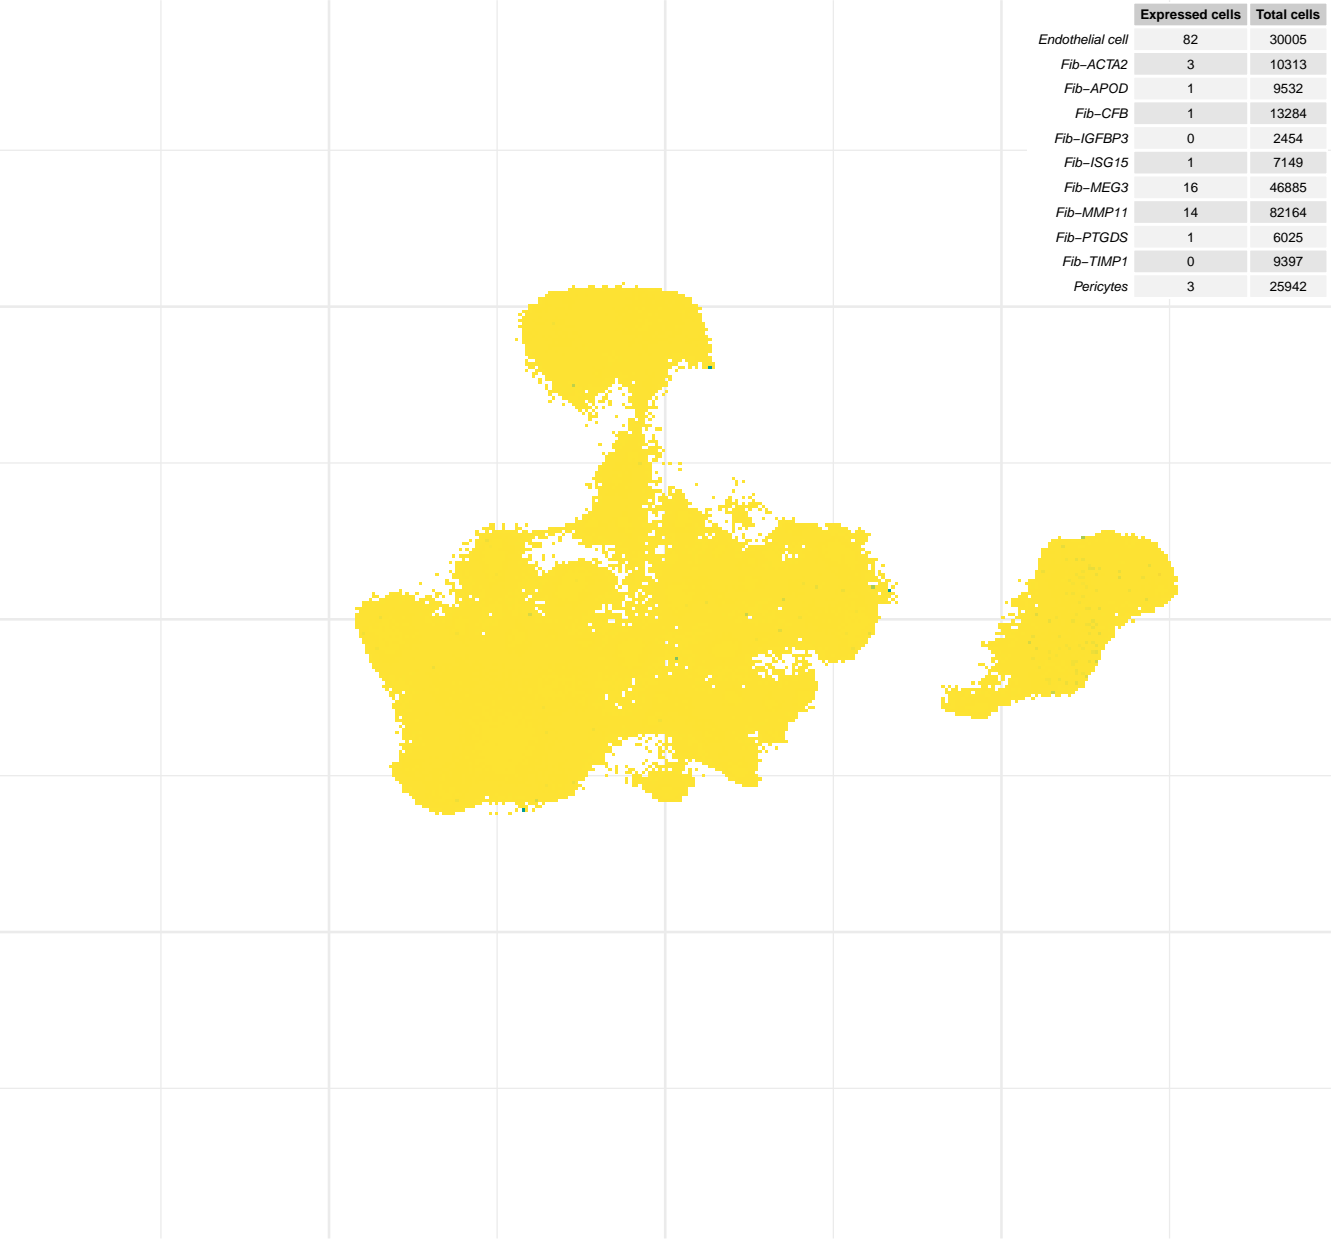 Expressed cells Total cells
Endothelial cell 82 30005
Fib−ACTA2 3 10313
Fib−APOD 1 9532
Fib−CFB 1 13284
Fib−IGFBP3 0 2454
Fib−ISG15 1 7149
Fib−MEG3 16 46885
Fib−MMP11 14 82164
Fib−PTGDS 1 6025
Fib−TIMP1 0 9397
Pericytes 3 25942